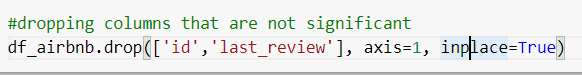 #dropping columns that are not significant
df_airbnb.drop(['id','last_review'], axis=1, inplace=True)